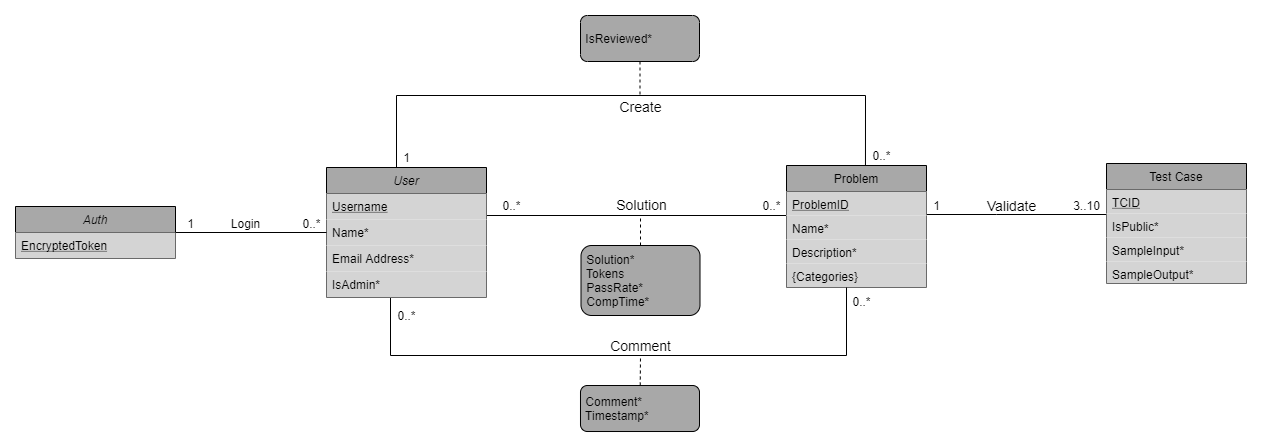 IsReviewed*
Create
1
0..*
Auth
EncryptedToken
1
Login
0..*
User
Username
Name*
Email Address*
IsAdmin*
0..*
Solution
0..*
Solution*
Tokens
PassRate*
CompTime*
Problem
ProblemID
Name*
Description*
{Categories}
1
Validate
3..10
Test Case
TCID
IsPublic*
SampleInput*
SampleOutput*
0..*
0..*
Comment
Comment*
Timestamp*